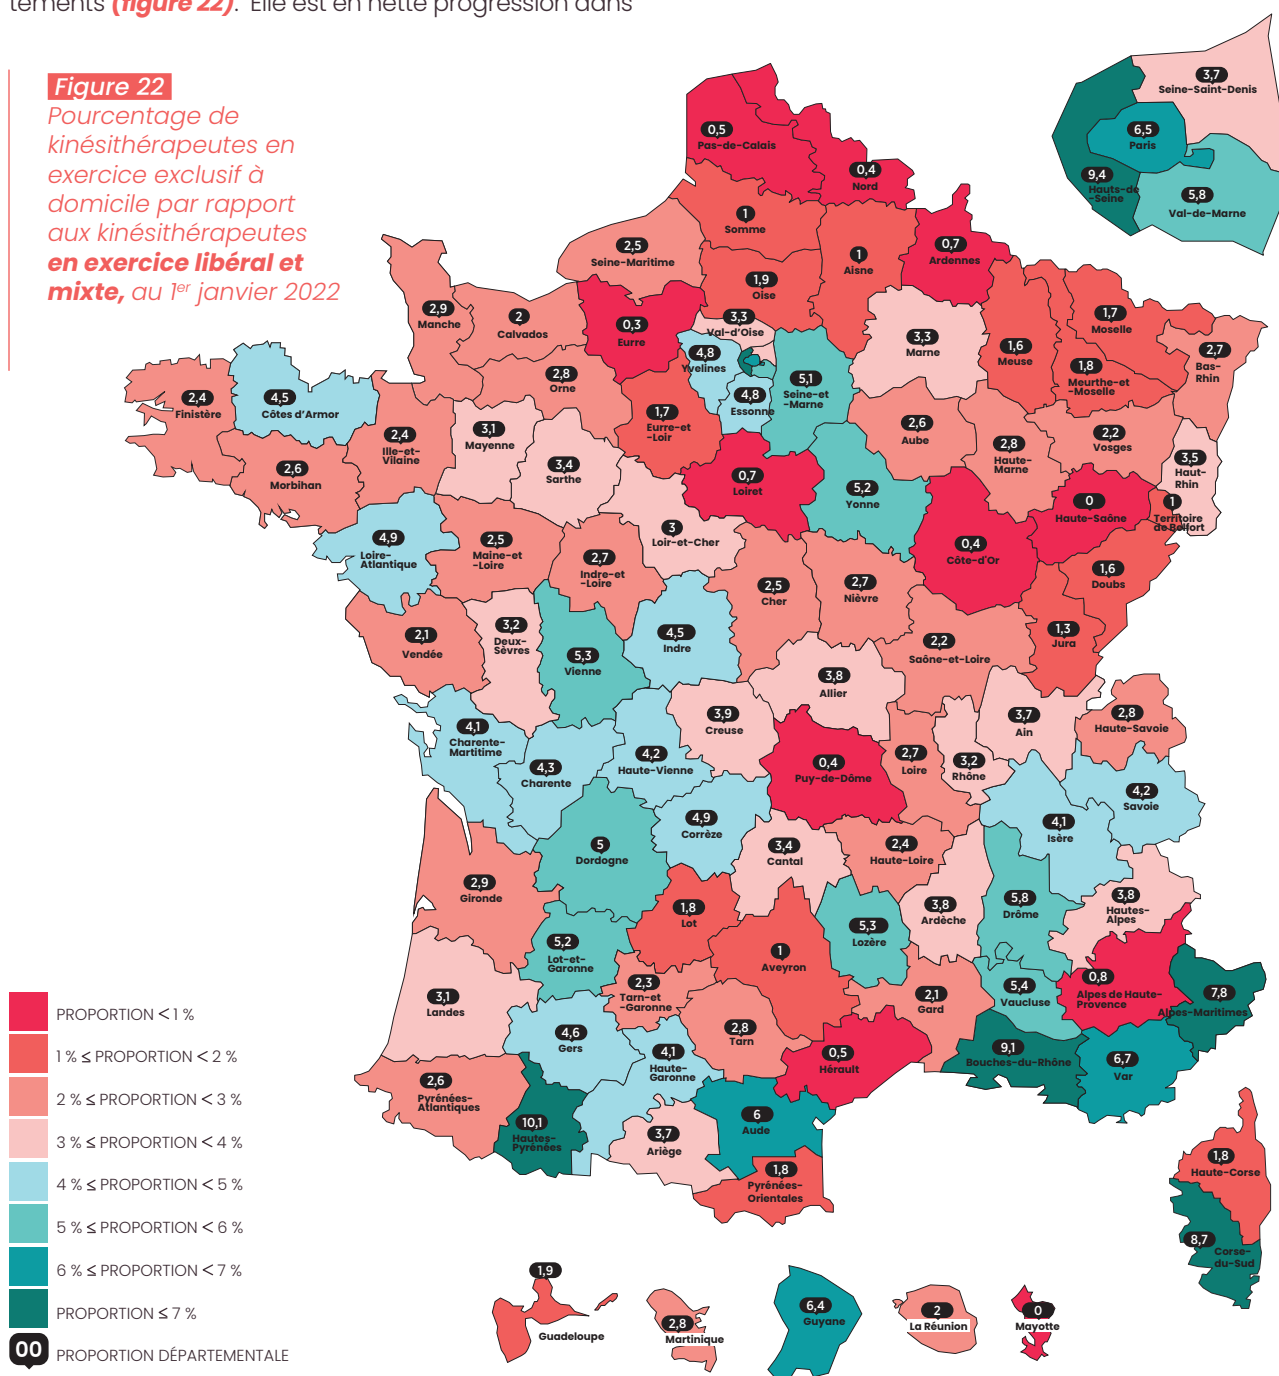 tements (figure 22). Elle est en nette progression dans
Figure 22
Pourcentage de
kinésithérapeutes en
exercice exclusif à
domicile par rapport
aux kinésithérapeutes
en exercice libéral et
mixte, au 1er janvier 2022
3,7
Seine-Saint-Denis
6,5
Paris
9,4
Hauts-de
-Seine
5,8
Val-de-Marne
0,5
Pas-de-Calais
0,4
Nord
1
Somme
2,5
Seine-Maritime
1
Aisne
0,7
Ardennes
1,9
Oise
2,9
Manche
2
Calvados
0,3
Eurre
3,3
Val-d'Oise
3,3
Marne
1,6
Meuse
1,7
Moselle
1,8
Meurthe-et
-Moselle
2,7
Bas-
Rhin
4,8
Yvelines
4,8
Essonne
5,1
Seine-et
-Marne
2,8
Orne
2,4
Finistère
4,5
Côtes d'Armor
2,4
Ille-et-
Vilaine
3,1
Mayenne
1,7
Eurre-et
-Loir
2,6
Aube
2,8
Haute-
Marne
2,2
Vosges
3,5
Haut-
Rhin
2,6
Morbihan
3,4
Sarthe
0,7
Loiret
5,2
Yonne
0
Haute-Saône
1
Territoire
de Belfort
3
Loir-et-Cher
4,9
Loire-
Atlantique
2,5
Maine-et
-Loire
2,7
Indre-et
-Loire
2,5
Cher
2,7
Nièvre
0,4
Côte-d'Or
1,6
Doubs
2,1
Vendée
3,2
Deux-
Sèvres
5,3
Vienne
4,5
Indre
2,2
Saône-et-Loire
1,3
Jura
3,8
Allier
4,1
Charente-
Martitime
4,3
Charente
4,2
Haute-Vienne
3,9
Creuse
0,4
Puy-de-Dôme
2,7
Loire
3,2
Rhône
3,7
Ain
2,8
Haute-Savoie
4,2
Savoie
4,1
Isère
4,9
Corrèze
5
Dordogne
3,4
Cantal
2,4
Haute-Loire
2,9
Gironde
1,8
Lot
5,3
Lozère
3,8
Ardèche
5,8
Drôme
3,8
Hautes-
Alpes
5,2
Lot-et-
Garonne
1
Aveyron
3,1
Landes
2,3
Tarn-et
-Garonne
2,1
Gard
5,4
Vaucluse
0,8
Alpes de Haute-
Provence
7,8
Alpes-Maritimes
4,6
Gers
4,1
Haute-
Garonne
2,8
Tarn
0,5
Hérault
9,1
Bouches-du-Rhône
6,7
Var
2,6
Pyrénées-
Atlantiques
10,1
Hautes-
Pyrénées
3,7
Ariège
6
Aude
1,8
Pyrénées-
Orientales
1,8
Haute-Corse
8,7
Corse-
du-Sud
1,9
Guadeloupe
2,8
Martinique
6,4
Guyane
2
La Réunion
0
Mayotte
PROPORTION < 1 %
1 % ≤ PROPORTION < 2 %
2 % ≤ PROPORTION < 3 %
3 % ≤ PROPORTION < 4 %
4 % ≤ PROPORTION < 5 %
5 % ≤ PROPORTION < 6 %
6 % ≤ PROPORTION < 7 %
PROPORTION ≤ 7 %
00 PROPORTION DÉPARTEMENTALE